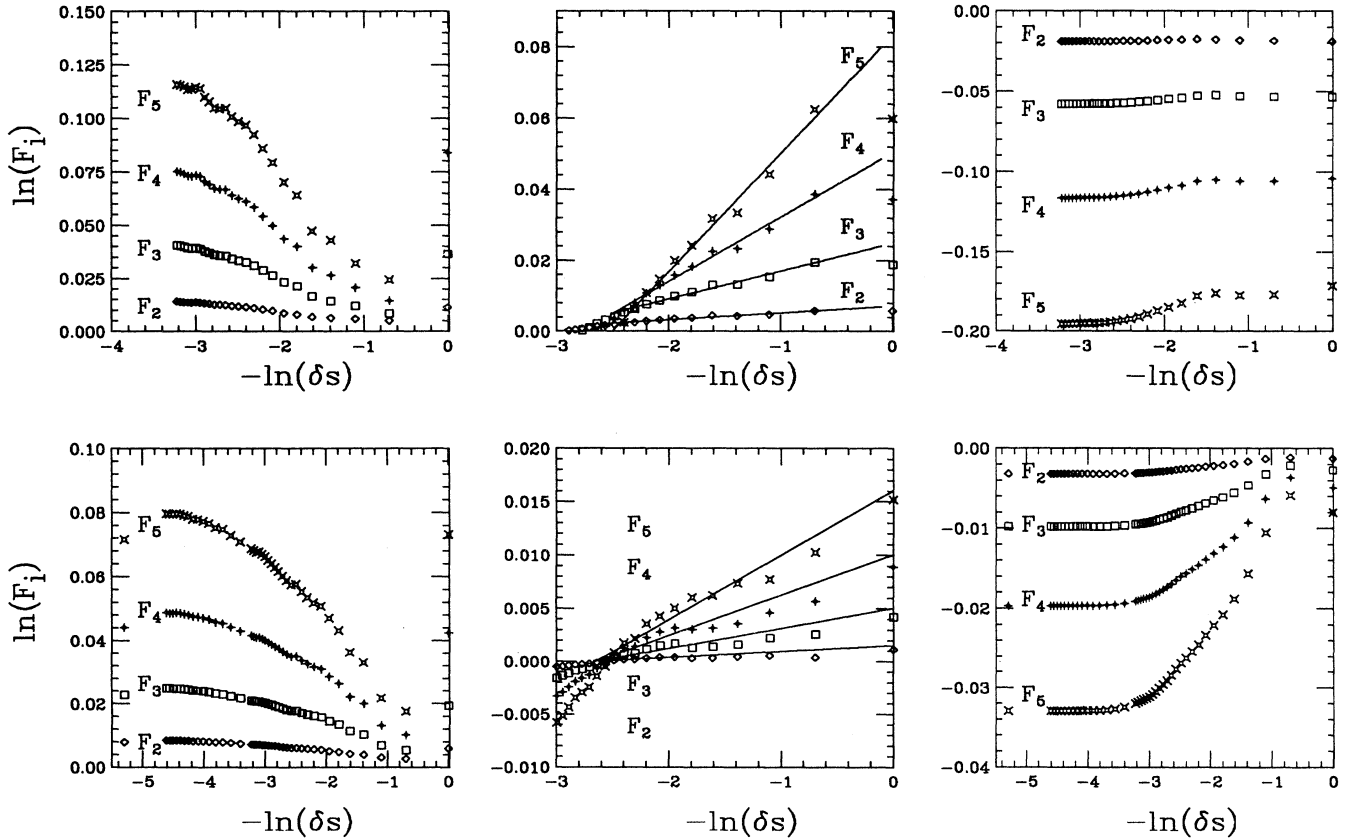 ln(F_i)
0.150
0.125
0.100
0.075
0.050
0.025
0.000
F_5
F_4
F_3
F_2
-4 -3 -2 -1 0
-ln(δs)
0.08
0.06
0.04
0.02
0.00
F_5
F_4
F_3
F_2
-3 -2 -1 0
-ln(δs)
0.00
-0.05
-0.10
-0.15
-0.20
F_2
F_3
F_4
F_5
-4 -3 -2 -1 0
-ln(δs)
ln(F_i)
0.10
0.08
0.06
0.04
0.02
0.00
F_5
F_4
F_3
F_2
-5 -4 -3 -2 -1 0
-ln(δs)
0.020
0.015
0.010
0.005
0.000
-0.005
-0.010
F_5
F_4
F_3
F_2
-3 -2 -1 0
-ln(δs)
0.00
-0.01
-0.02
-0.03
-0.04
F_2
F_3
F_4
F_5
-5 -4 -3 -2 -1 0
-ln(δs)